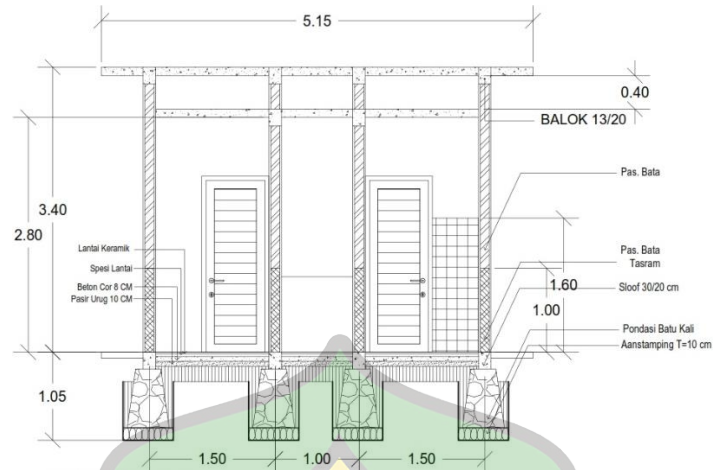 5.15
0.40
BALOK 13/20
Pas. Bata
3.40
2.80
Lantai Keramik
Spesi Lantai
Beton Cor 8 CM
Pasir Urug 10 CM
Pas. Bata
Tasram
1.60
Sloof 30/20 cm
1.00
Pondasi Batu Kali
Aanstamping T=10 cm
1.05
1.50
1.00
1.50